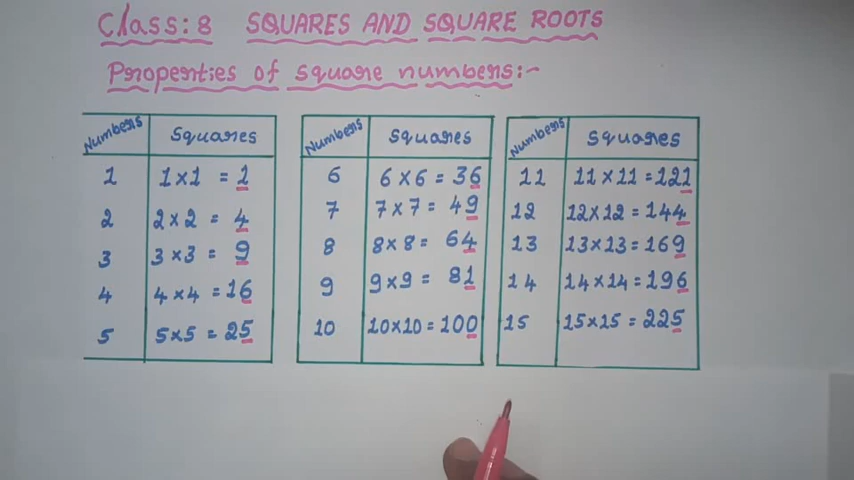 Class: 8 SQUARES AND SQUARE ROOTS
Properties of square numbers:-
Numbers Squares
1 1×1 = 1
2 2×2 = 4
3 3×3 = 9
4 4×4 = 16
5 5×5 = 25
Numbers Squares
6 6×6 = 36
7 7×7 = 49
8 8×8 = 64
9 9×9 = 81
10 10×10 = 100
Numbers Squares
11 11×11 = 121
12 12×12 = 144
13 13×13 = 169
14 14×14 = 196
15 15×15 = 225